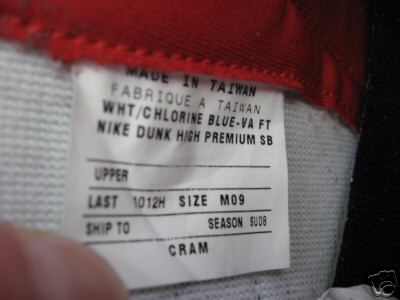 MADE IN TAIWAN
FABRIQUE A TAIWAN
WHT/CHLORINE BLUE-VA FT
NIKE DUNK HIGH PREMIUM SB
UPPER
LAST 1012H SIZE M09
SHIP TO SEASON SU08
CRAM
ebay